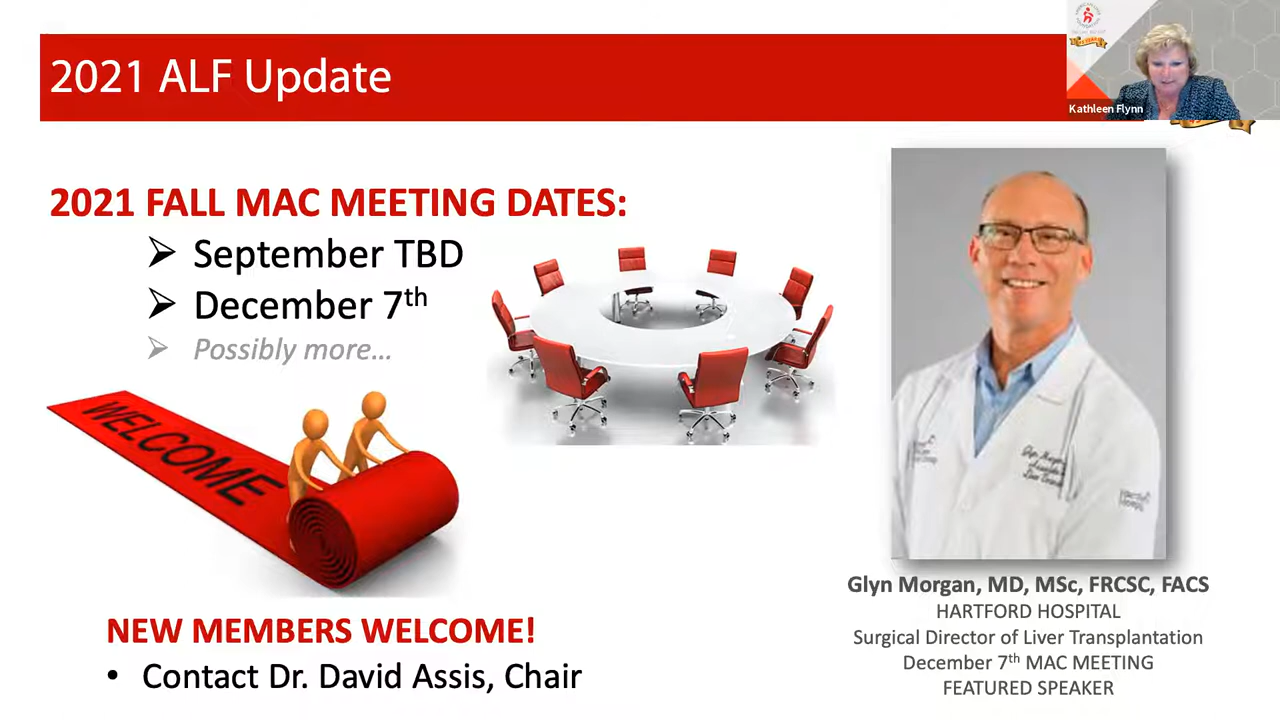 2021 ALF Update
Kathleen Flynn
2021 FALL MAC MEETING DATES:
September TBD
December 7th
Possibly more...
WELCOME
NEW MEMBERS WELCOME!
• Contact Dr. David Assis, Chair
Glyn Morgan, MD, MSc, FRCSC, FACS
HARTFORD HOSPITAL
Surgical Director of Liver Transplantation
December 7th MAC MEETING
FEATURED SPEAKER